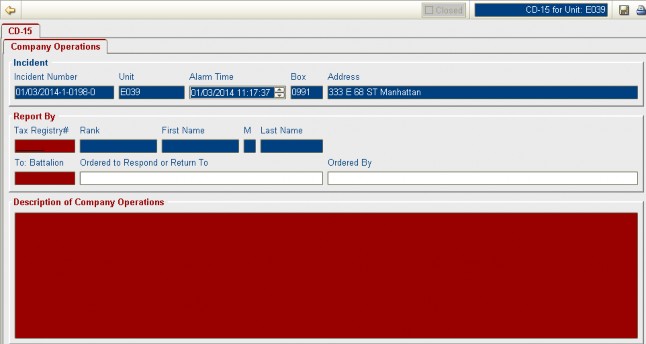 Closed
CD-15 for Unit: E039
CD-15
Company Operations
Incident
Incident Number Unit Alarm Time Box Address
01/03/2014-1-0198-0 E039 01/03/2014 11:17:37 0991 333 E 68 ST Manhattan
Report By
Tax Registry# Rank First Name M Last Name
To: Battalion Ordered to Respond or Return To Ordered By
Description of Company Operations